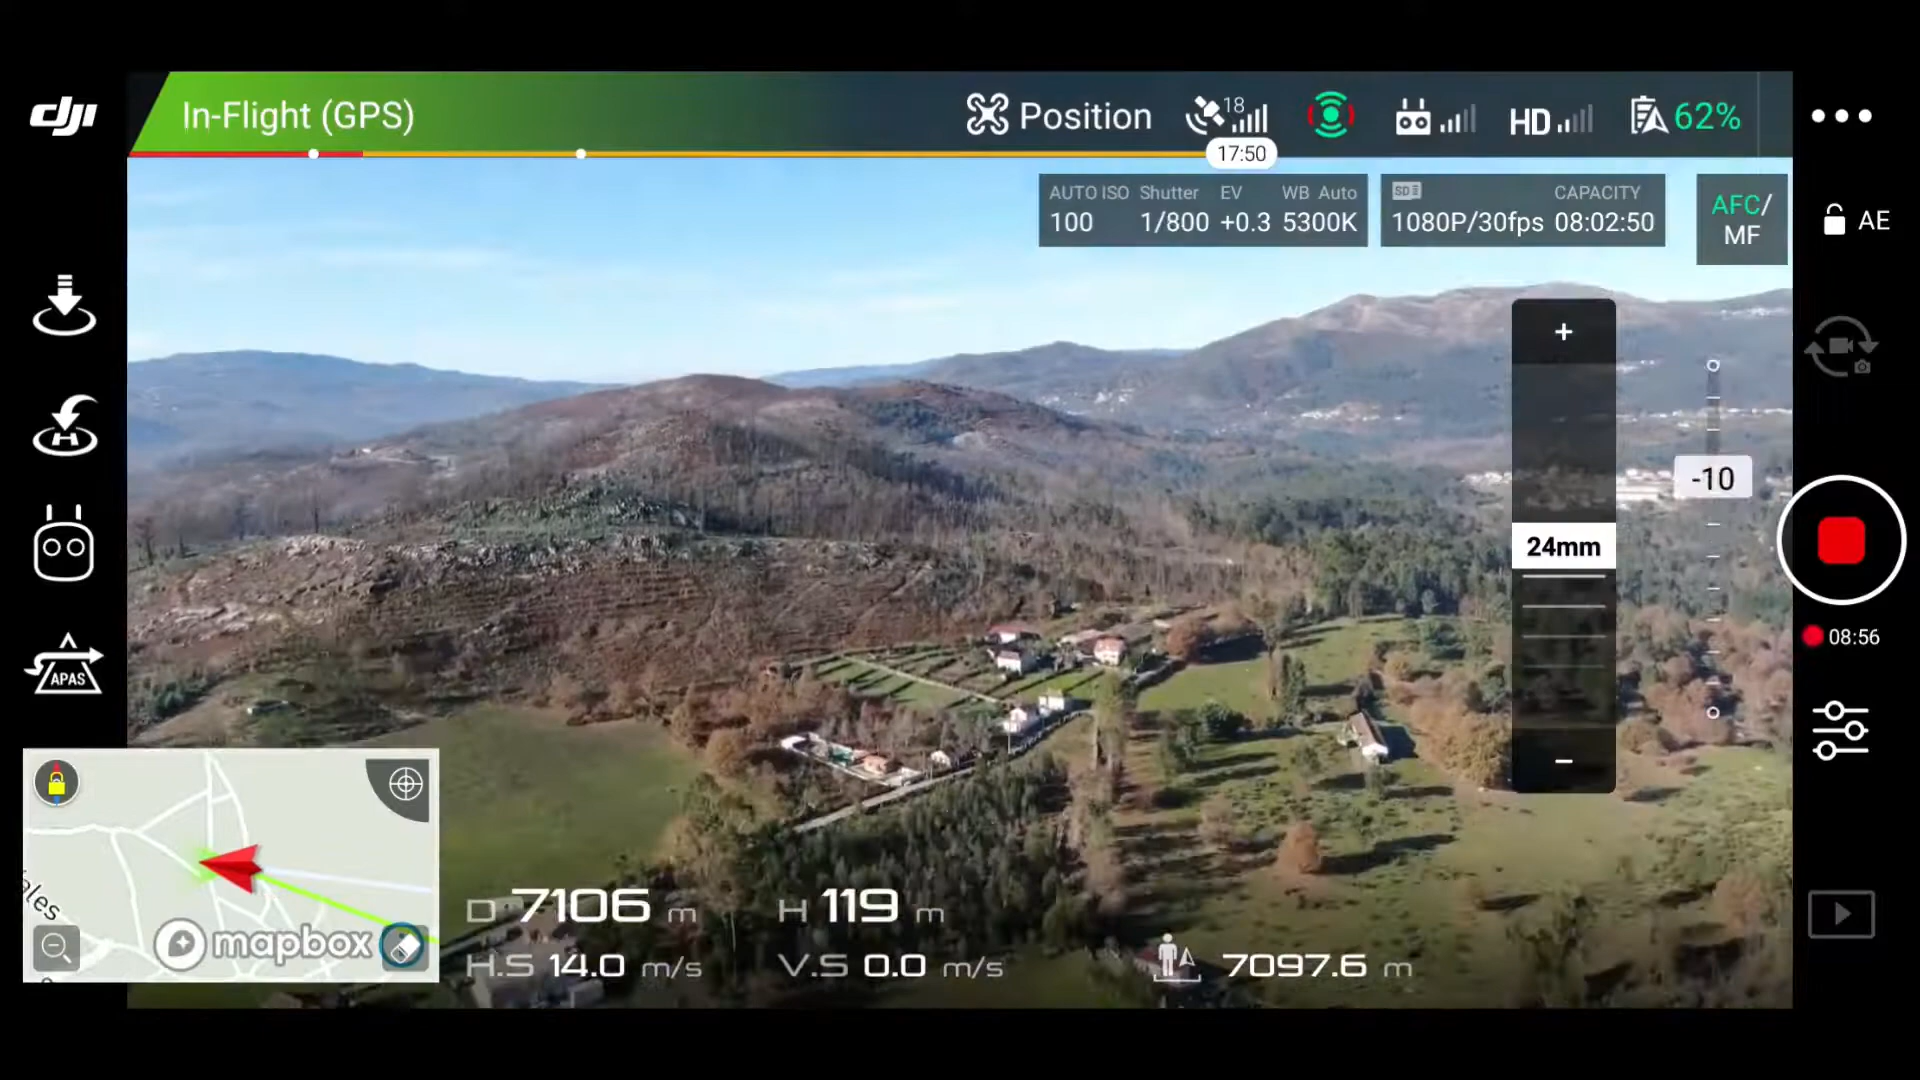 dji
In-Flight (GPS)
Position
18
HD
62%
17:50
AUTO ISO Shutter EV WB Auto
100 1/800 +0.3 5300K
SD CAPACITY
1080P/30fps 08:02:50
AFC/
MF
AE
+
24mm
-
-10
08:56
H
APAS
ales
mapbox
D 7106 m
H 119 m
H.S 14.0 m/s
V.S 0.0 m/s
7097.6 m